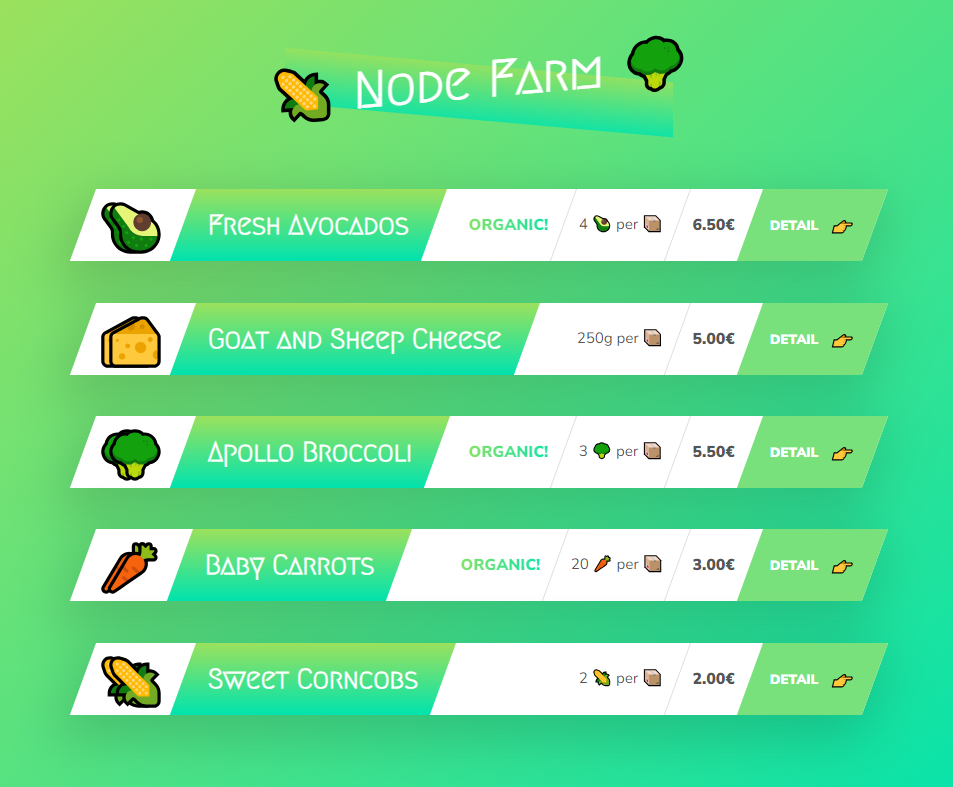 🌽 Node Farm 🥦
Fresh Avocados ORGANIC! 4 🥑 per 📦 6.50€ DETAIL 👉
Goat and Sheep Cheese 250g per 📦 5.00€ DETAIL 👉
Apollo Broccoli ORGANIC! 3 🥦 per 📦 5.50€ DETAIL 👉
Baby Carrots ORGANIC! 20 🥕 per 📦 3.00€ DETAIL 👉
Sweet Corncobs 2 🌽 per 📦 2.00€ DETAIL 👉